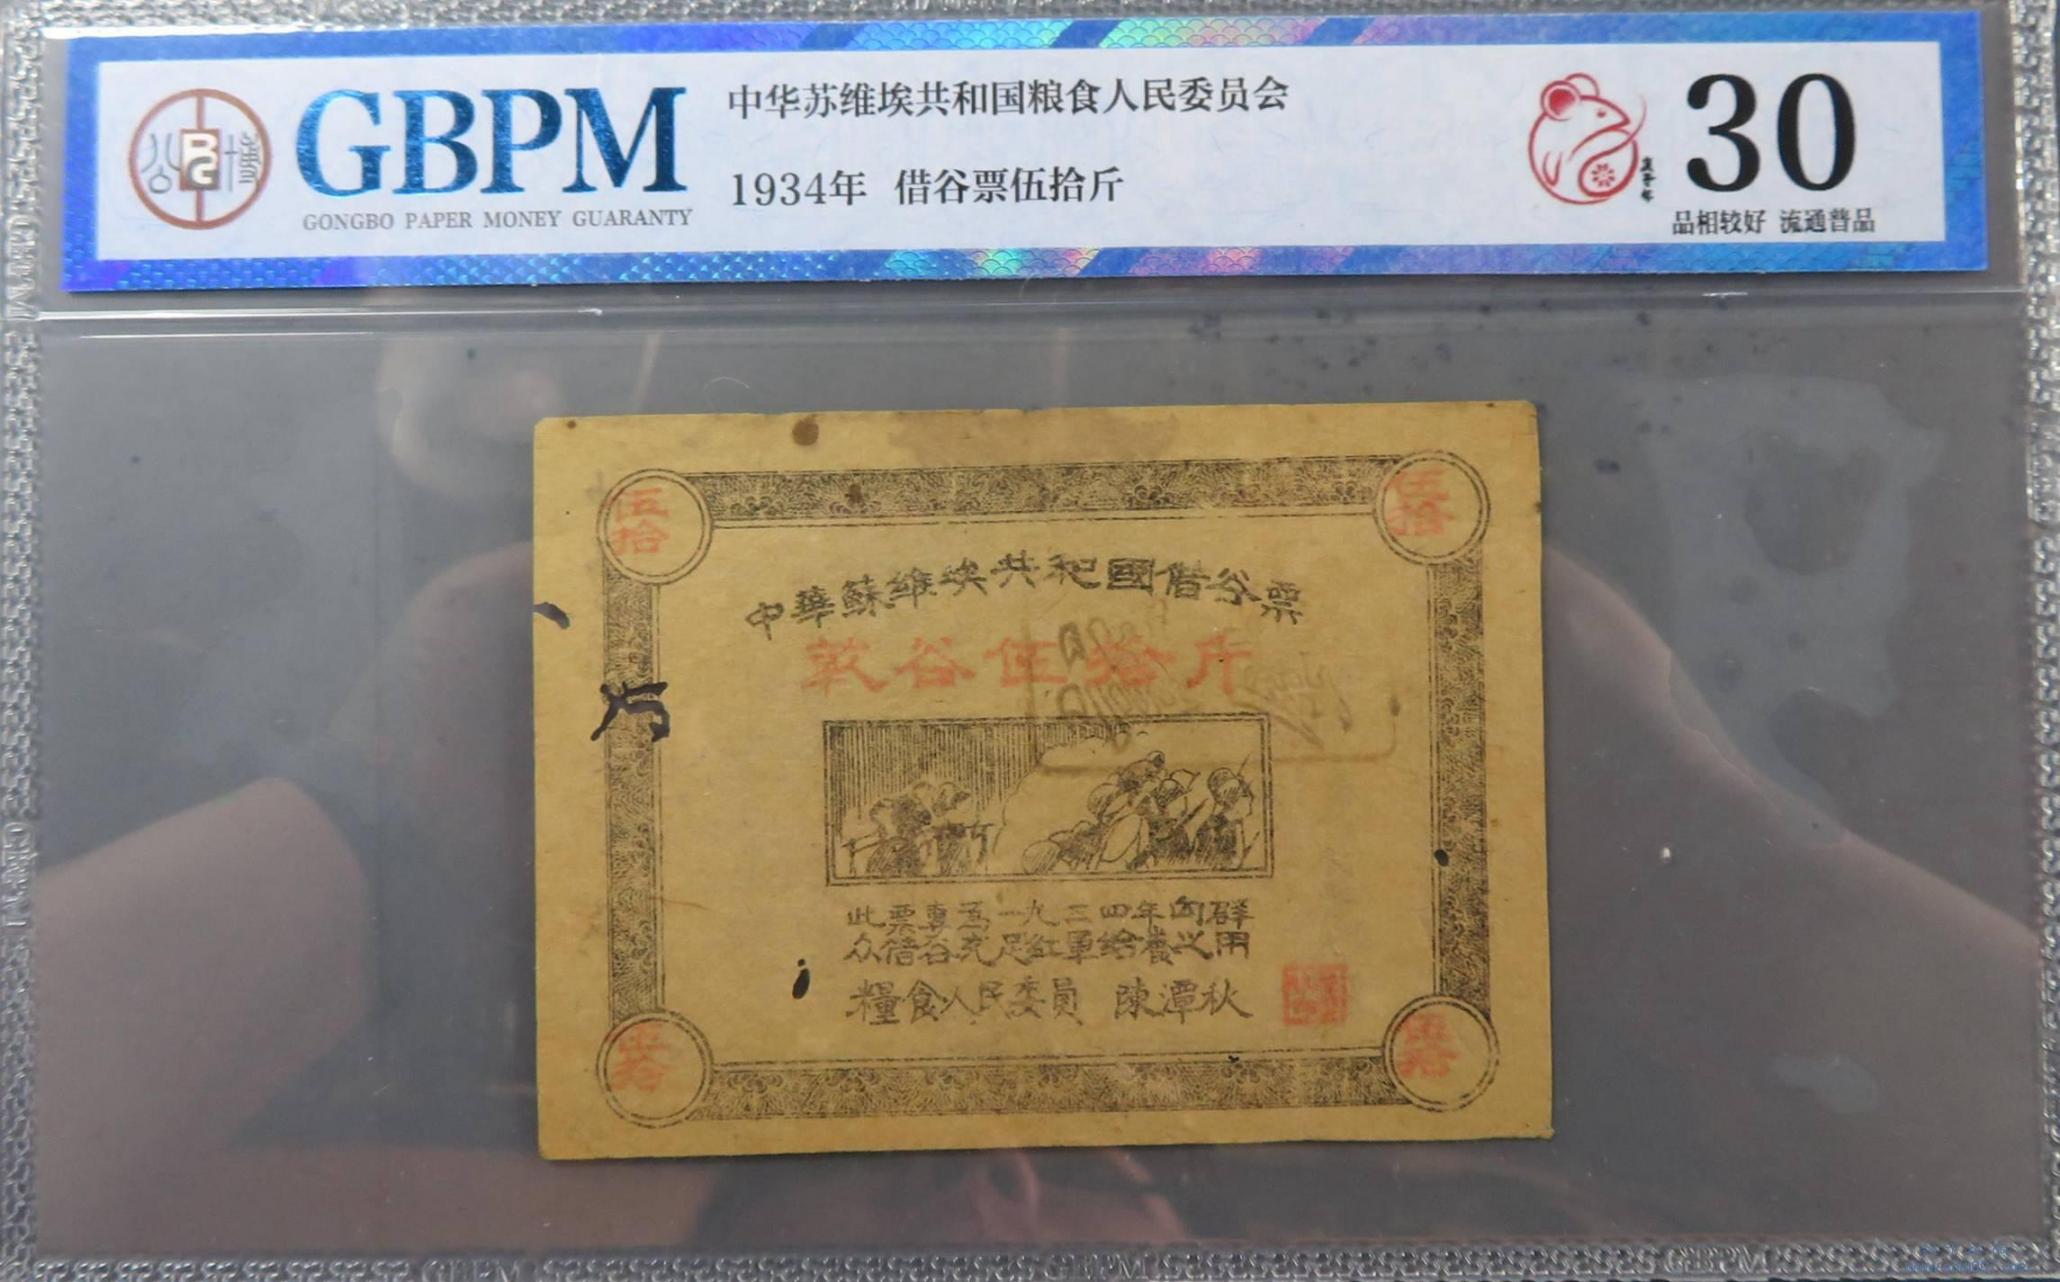 GBPM
GONGBO PAPER MONEY GUARANTY
中华苏维埃共和国粮食人民委员会
1934年 借谷票伍拾斤
30
品相较好 流通普品
伍拾
伍拾
中華蘇維埃共和國借谷票
乾谷伍拾斤
此票專為一九三四年向群
众借谷充足紅軍給養之用
糧食人民委員 陳潭秋
伍拾
伍拾
GBPM
GBPM